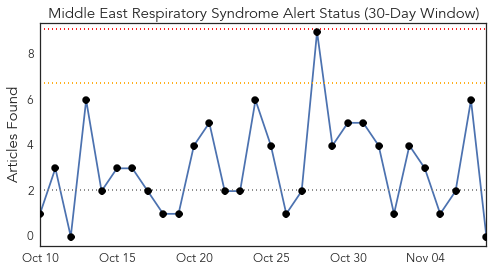 Middle East Respiratory Syndrome Alert Status (30-Day Window)
Articles Found
8
6
4
2
0
Oct 10 Oct 15 Oct 20 Oct 25 Oct 30 Nov 04